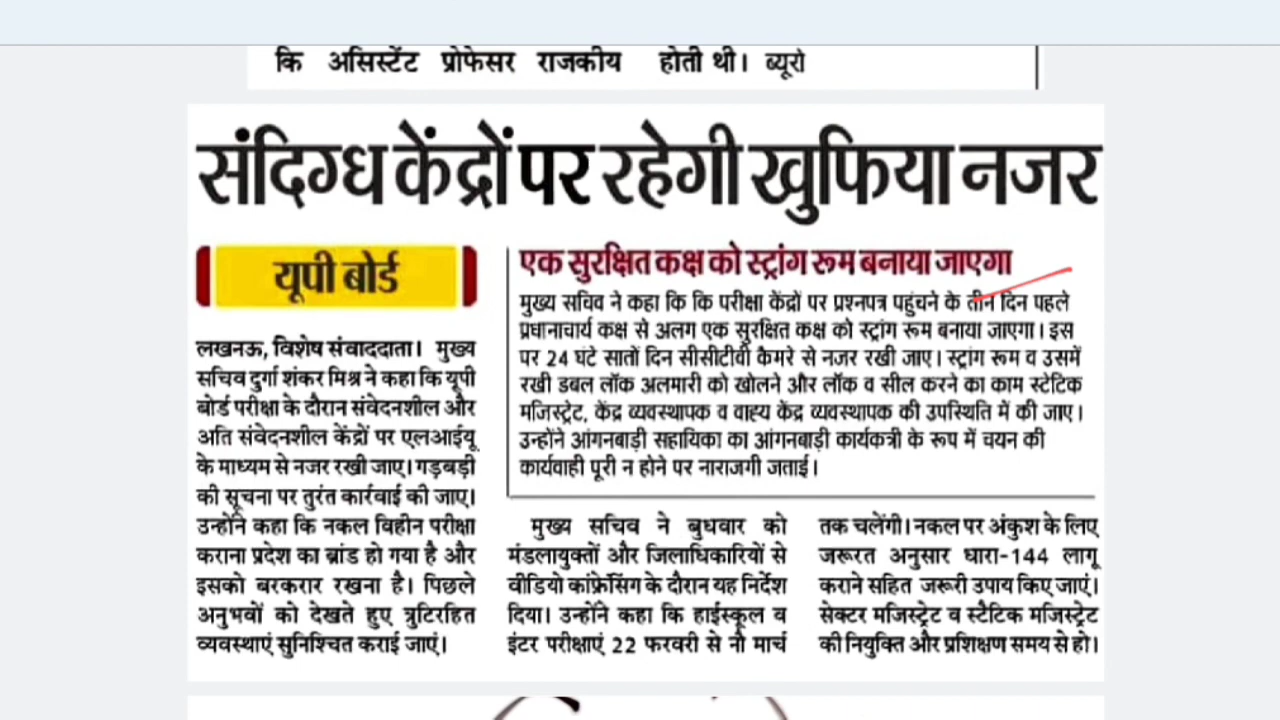 कि असिस्टेंट प्रोफेसर राजकीय
होती थी। ब्यूरो
संदिग्ध केंद्रों पर रहेगी खुफिया नजर
यूपी बोर्ड
लखनऊ, विशेष संवाददाता। मुख्य
सचिव दुर्गा शंकर मिश्र ने कहा कि यूपी
बोर्ड परीक्षा के दौरान संवेदनशील और
अति संवेदनशील केंद्रों पर एलआईयू
के माध्यम से नजर रखी जाए। गड़बड़ी
की सूचना पर तुरंत कार्रवाई की जाए।
उन्होंने कहा कि नकल विहीन परीक्षा
कराना प्रदेश का ब्रांड हो गया है और
इसको बरकरार रखना है। पिछले
अनुभवों को देखते हुए त्रुटिरहित
व्यवस्थाएं सुनिश्चित कराई जाएं।
एक सुरक्षित कक्ष को स्ट्रांग रूम बनाया जाएगा
मुख्य सचिव ने कहा कि कि परीक्षा केंद्रों पर प्रश्नपत्र पहुंचने के तीन दिन पहले
प्रधानाचार्य कक्ष से अलग एक सुरक्षित कक्ष को स्ट्रांग रूम बनाया जाएगा। इस
पर 24 घंटे सातों दिन सीसीटीवी कैमरे से नजर रखी जाए। स्ट्रांग रूम व उसमें
रखी डबल लॉक अलमारी को खोलने और लॉक व सील करने का काम स्टेटिक
मजिस्ट्रेट, केंद्र व्यवस्थापक व वाह्य केंद्र व्यवस्थापक की उपस्थिति में की जाए।
उन्होंने आंगनबाड़ी सहायिका का आंगनबाड़ी कार्यकत्री के रूप में चयन की
कार्यवाही पूरी न होने पर नाराजगी जताई।
मुख्य सचिव ने बुधवार को
मंडलायुक्तों और जिलाधिकारियों से
वीडियो कांफ्रेंसिंग के दौरान यह निर्देश
दिया। उन्होंने कहा कि हाईस्कूल व
इंटर परीक्षाएं 22 फरवरी से नौ मार्च
तक चलेंगी। नकल पर अंकुश के लिए
जरूरत अनुसार धारा-144 लागू
कराने सहित जरूरी उपाय किए जाएं।
सेक्टर मजिस्ट्रेट व स्टैटिक मजिस्ट्रेट
की नियुक्ति और प्रशिक्षण समय से हो।